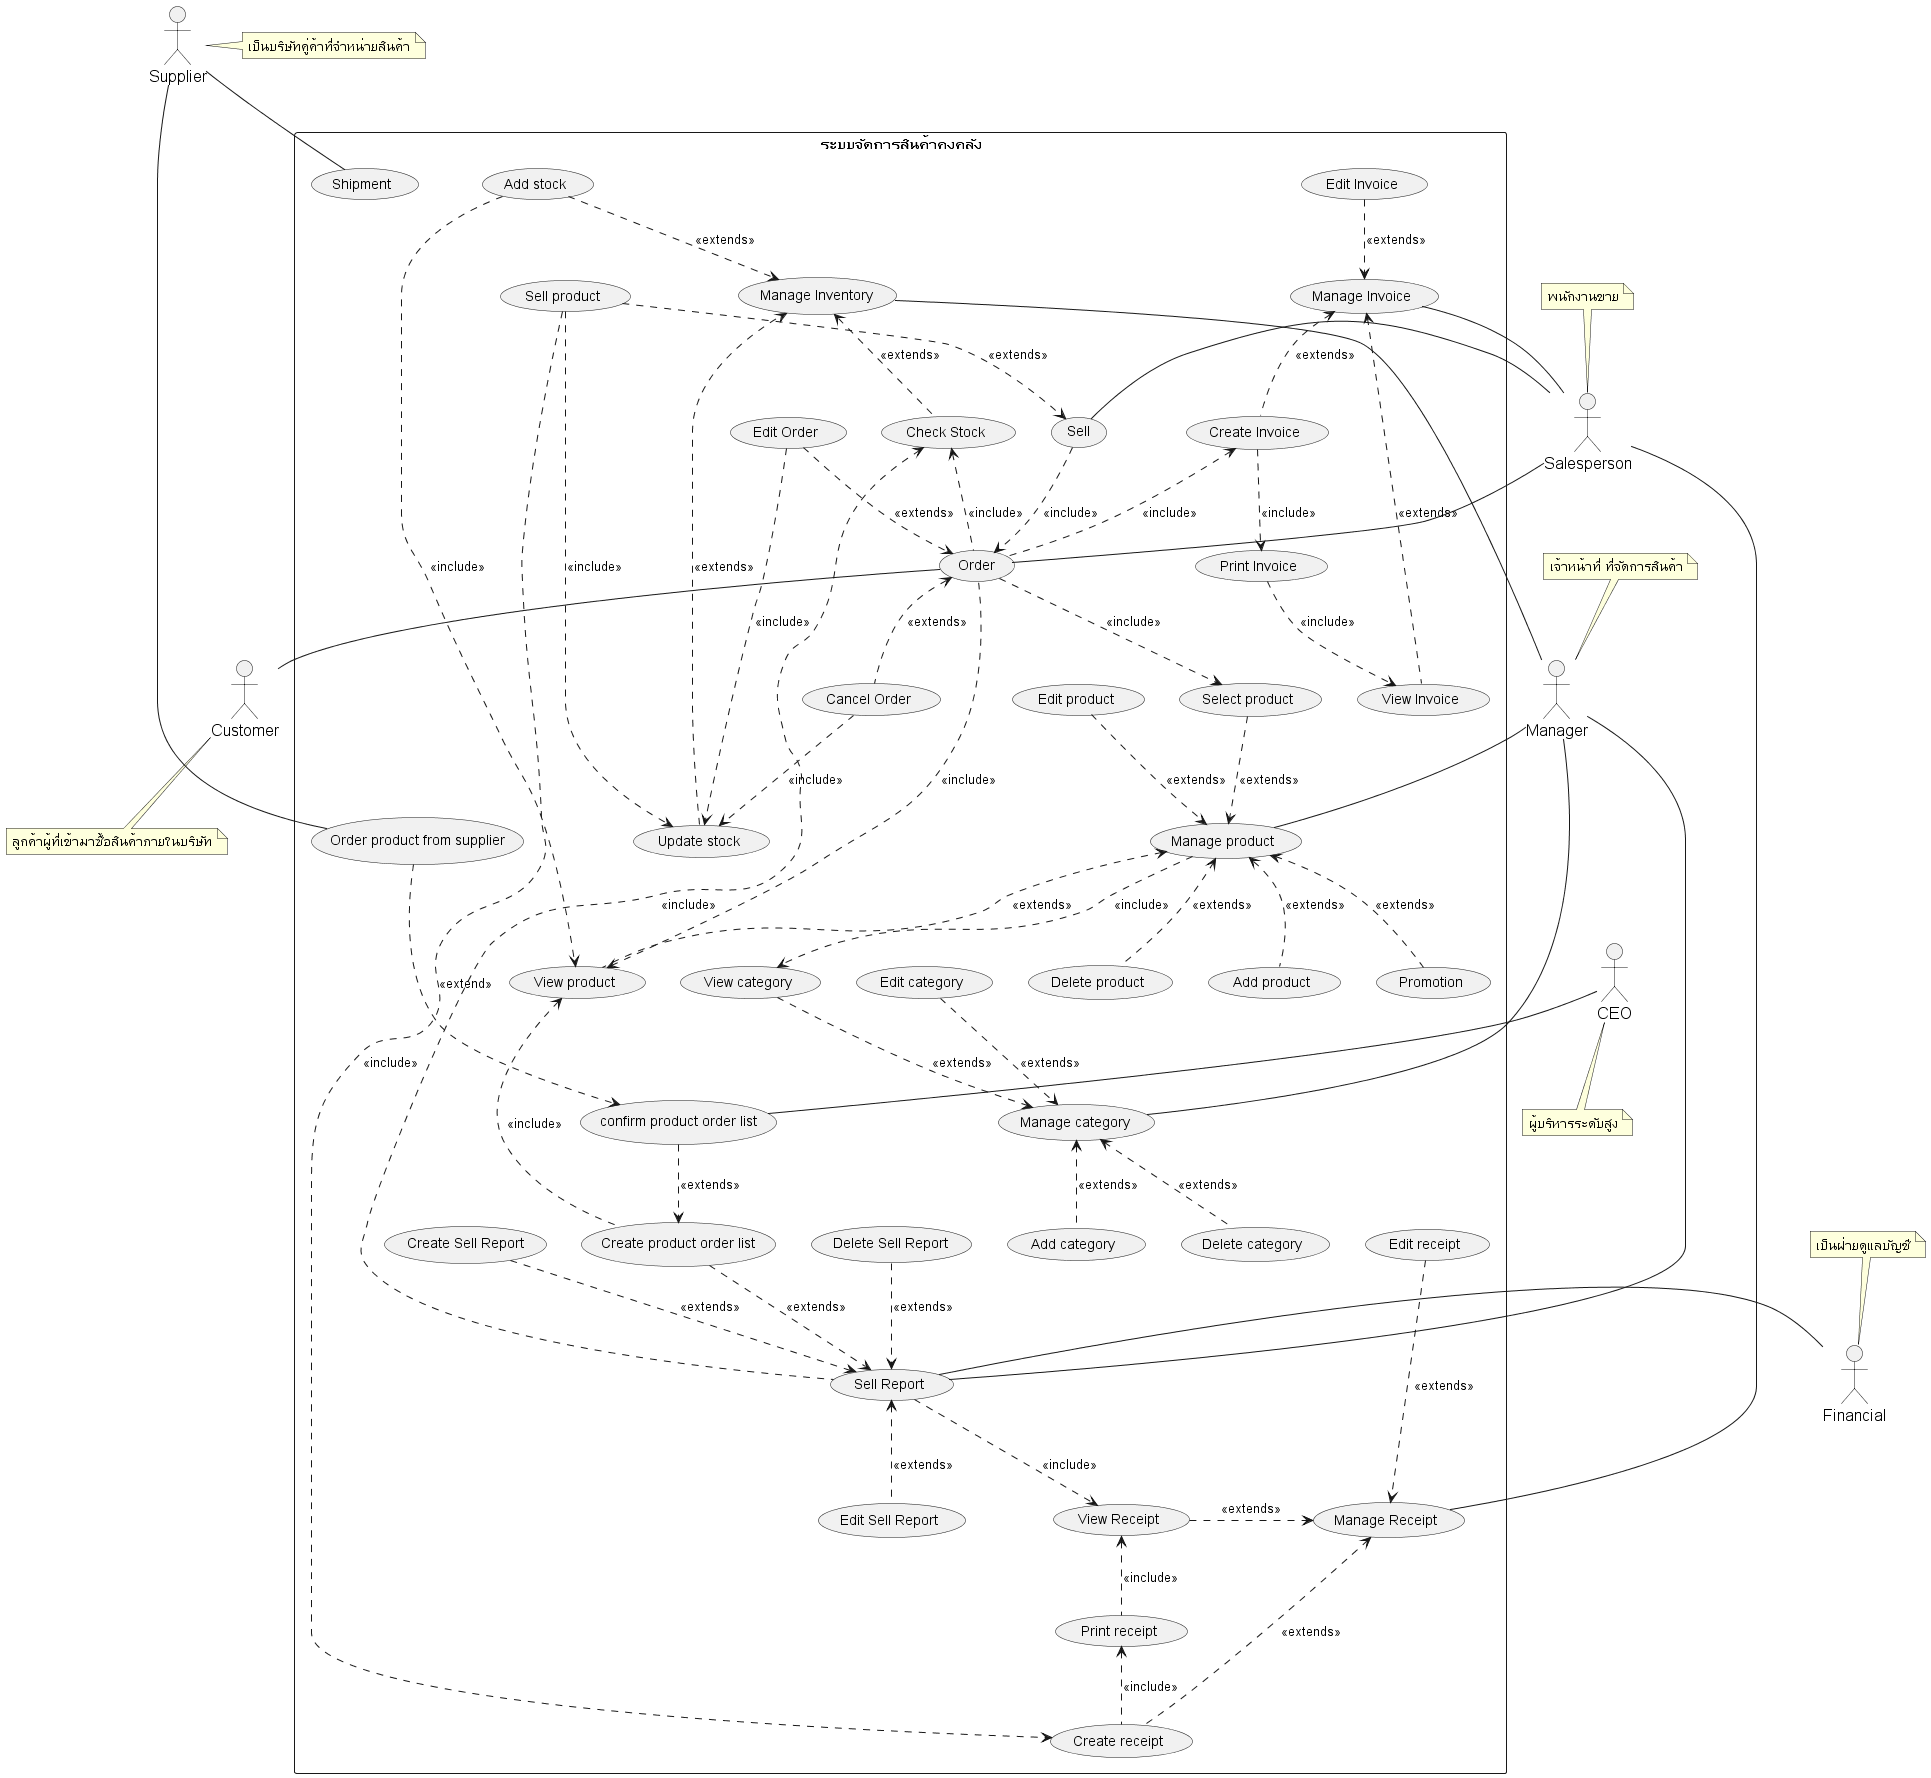 Supplier
เป็นบริษัทคู่ค้าที่จำหน่ายสินค้า
ระบบจัดการสินค้าคงคลัง
Shipment
Add stock
Edit Invoice
«extends»
«extends»
Sell product
Manage Inventory
Manage Invoice
พนักงานขาย
«extends»
«extends»
«extends»
Edit Order
Check Stock
Sell
Create Invoice
Salesperson
«extends»
«include»
«include»
«include»
«include»
«extends»
«include»
«include»
«extends»
Order
Print Invoice
เจ้าหน้าที่ ที่จัดการสินค้า
«include»
«extends»
«include»
«include»
Customer
Cancel Order
Edit product
Select product
View Invoice
Manager
«include»
«include»
«extends»
«extends»
ลูกค้าผู้ที่เข้ามาซื้อสินค้าภายในบริษัท
Order product from supplier
Update stock
Manage product
«include»
«extends»
«include»
«extends»
«extends»
«extends»
«extend»
View product
View category
Edit category
Delete product
Add product
Promotion
CEO
«include»
«extends»
«extends»
«include»
confirm product order list
Manage category
ผู้บริหารระดับสูง
«extends»
«extends»
«extends»
Create Sell Report
Create product order list
Delete Sell Report
Add category
Delete category
Edit receipt
เป็นฝ่ายดูแลบัญชี
«extends»
«extends»
«extends»
Sell Report
«extends»
Financial
«extends»
«include»
Edit Sell Report
View Receipt
«extends»
Manage Receipt
«include»
Print receipt
«extends»
«include»
Create receipt